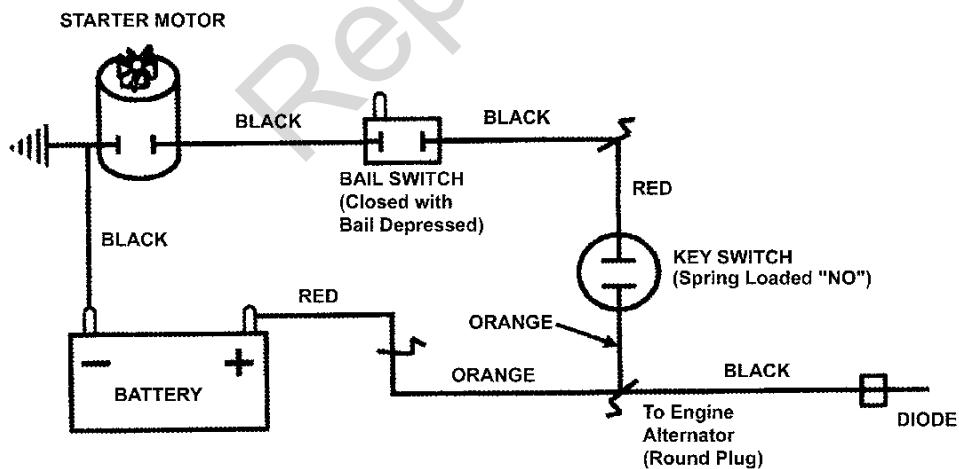 STARTER MOTOR
BLACK
BLACK
BAIL SWITCH
(Closed with
Bail Depressed)
RED
BLACK
KEY SWITCH
(Spring Loaded "NO")
RED
ORANGE
BATTERY
ORANGE
BLACK
To Engine
Alternator
(Round Plug)
DIODE
Rep